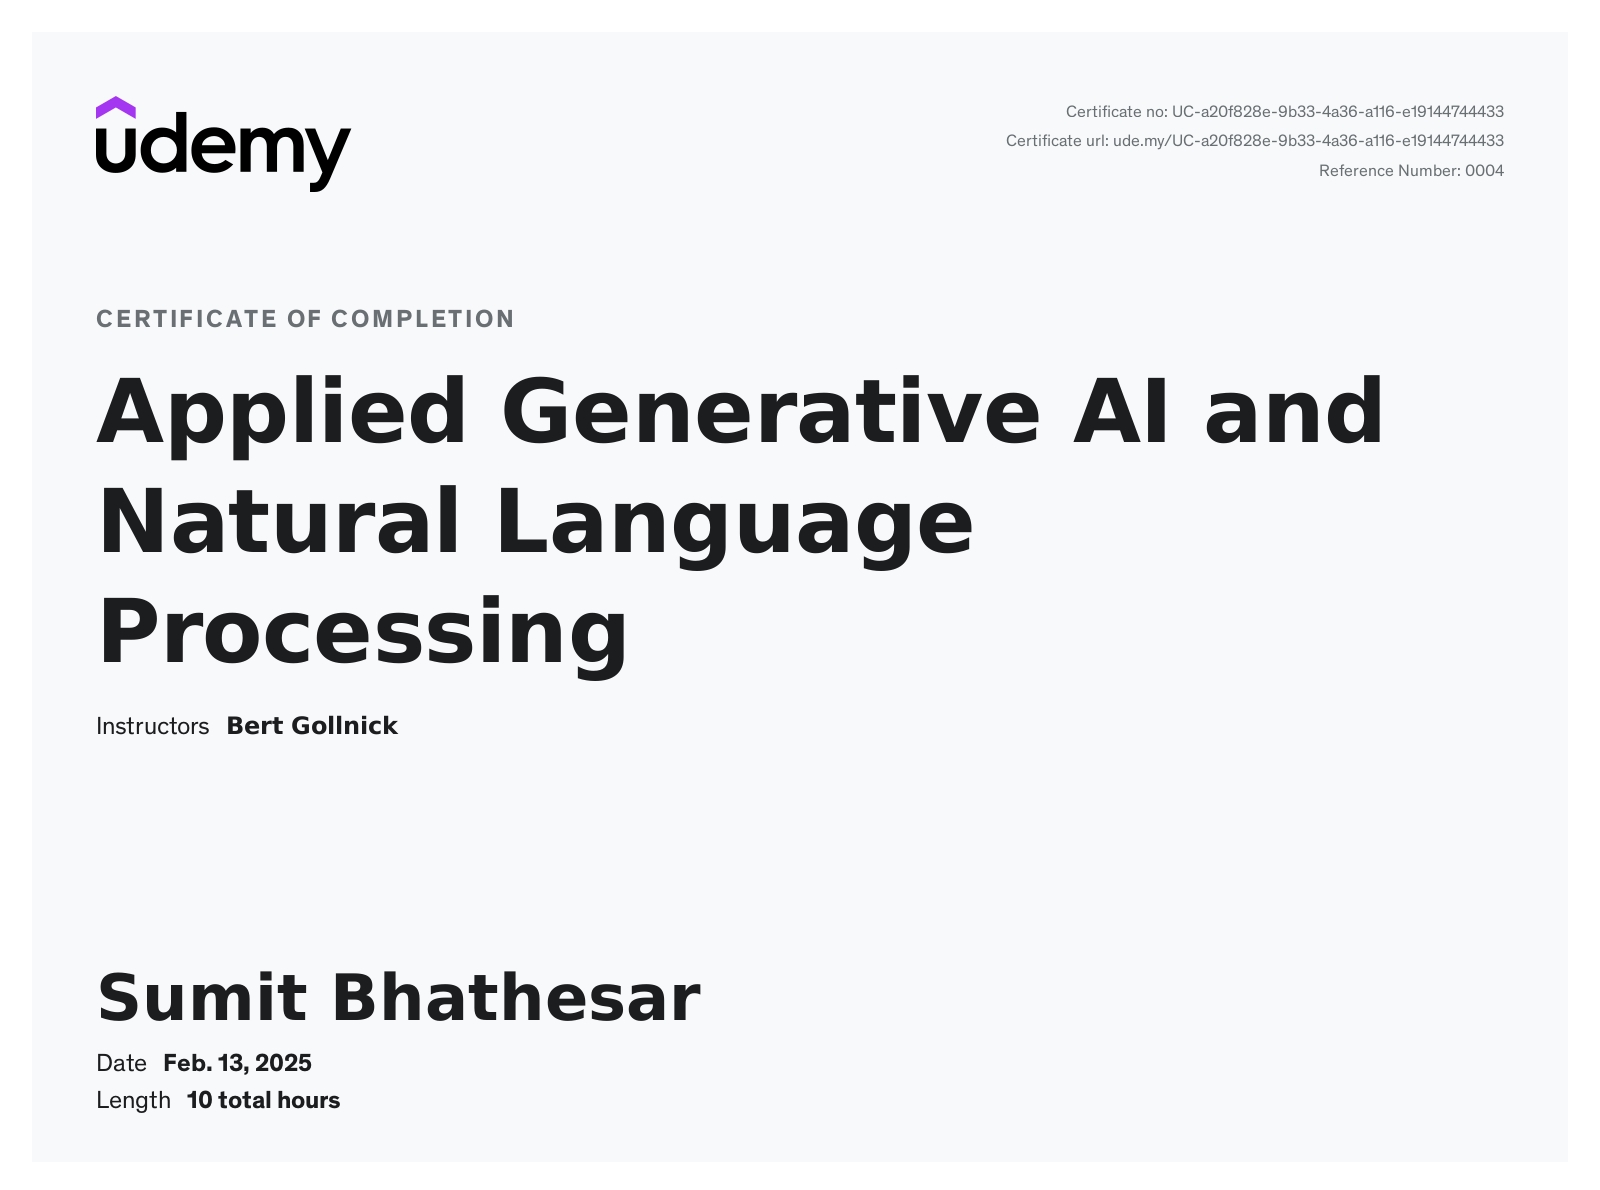 udemy
Certificate no: UC-a20f828e-9b33-4a36-a116-e19144744433
Certificate url: ude.my/UC-a20f828e-9b33-4a36-a116-e19144744433
Reference Number: 0004
CERTIFICATE OF COMPLETION
Applied Generative AI and
Natural Language
Processing
Instructors Bert Gollnick
Sumit Bhathesar
Date Feb. 13, 2025
Length 10 total hours